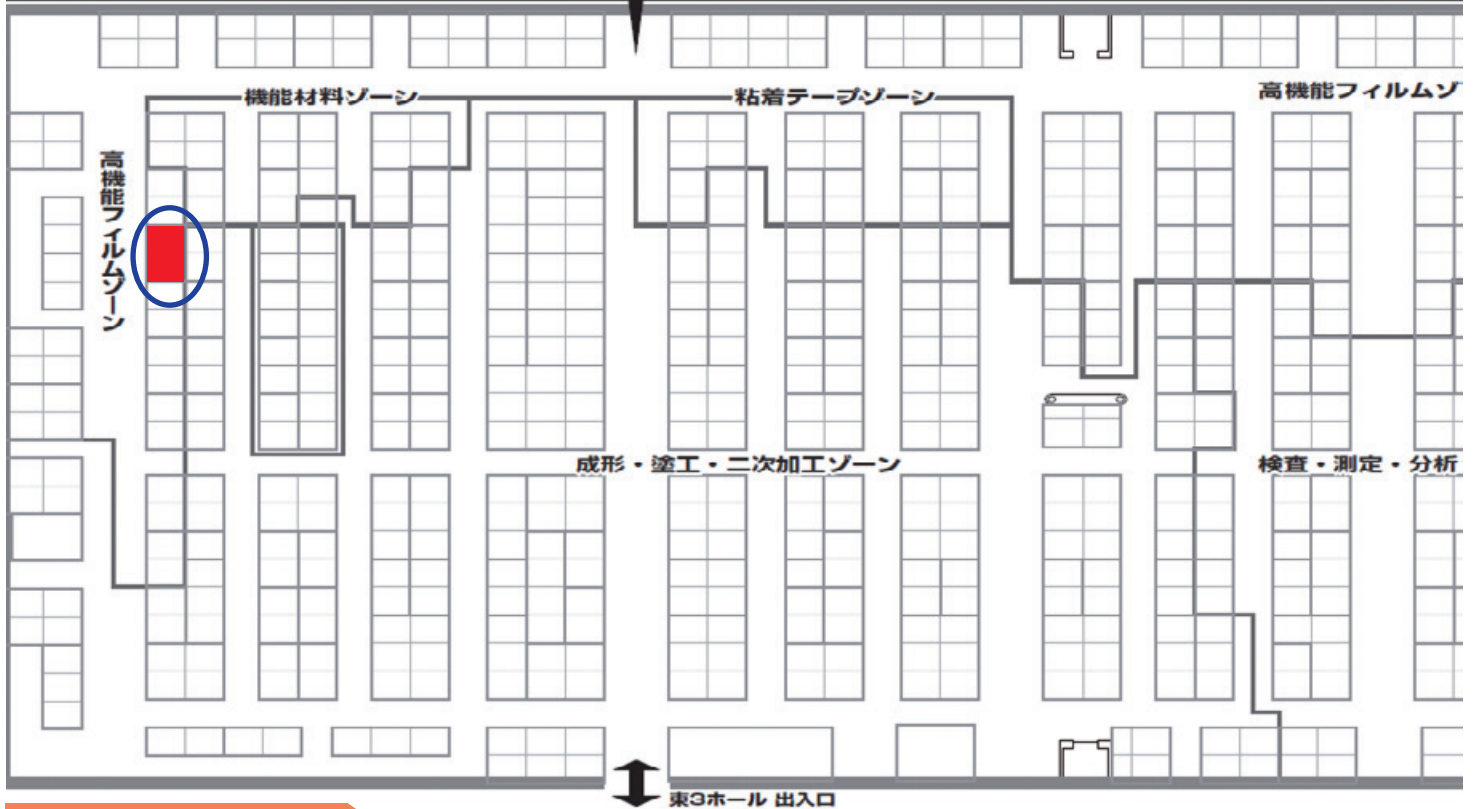 機能材料ゾーン
粘着テープゾーン
高機能フィルムゾ
高機能フィルムゾーン
成形・塗工・二次加工ゾーン
検査・測定・分析
東3ホール 出入口